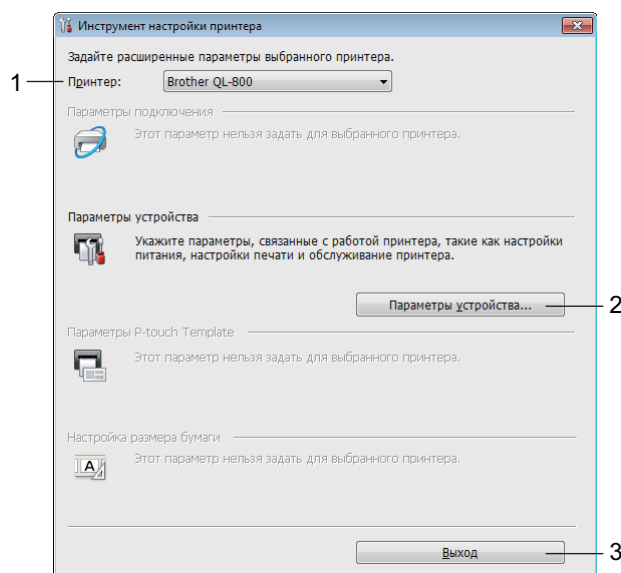 Инструмент настройки принтера
Задайте расширенные параметры выбранного принтера.
1
Принтер:
Brother QL-800
Параметры подключения
Этот параметр нельзя задать для выбранного принтера.
Параметры устройства
Укажите параметры, связанные с работой принтера, такие как настройки
питания, настройки печати и обслуживание принтера.
Параметры устройства...
2
Параметры P-touch Template
Этот параметр нельзя задать для выбранного принтера.
Настройка размера бумаги
Этот параметр нельзя задать для выбранного принтера.
A
Выход
3